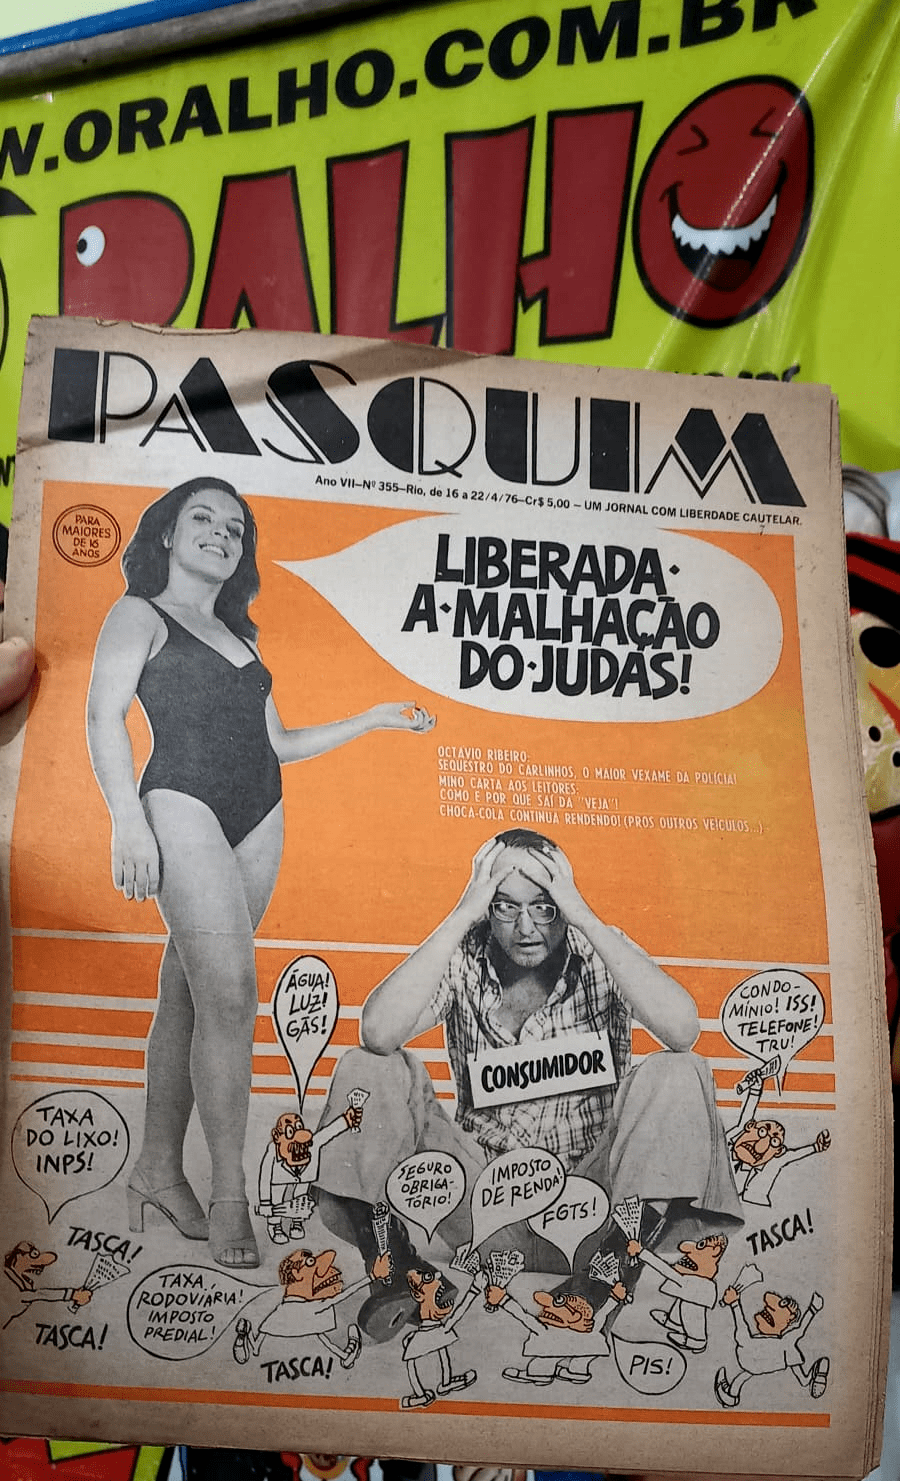 W.ORALHO.COM.BR
RALHO
PASQUIM
Ano VII—Nº 355—Rio, de 16 a 22/4/76—Cr$ 5,00 — UM JORNAL COM LIBERDADE CAUTELAR.
PARA
MAIORES
DE 16
ANOS
LIBERADA·
A·MALHAÇÃO
DO·JUDAS!
OCTAVIO RIBEIRO:
SEQUESTRO DO CARLINHOS, O MAIOR VEXAME DA POLÍCIA!
MINO CARTA AOS LEITORES:
COMO E POR QUE SAÍ DA "VEJA"!
CHOCA-COLA CONTINUA RENDENDO! (PROS OUTROS VEÍCULOS...)
ÁGUA!
LUZ!
GÁS!
CONDO-
MÍNIO! ISS!
TELEFONE!
TRU!
CONSUMIDOR
TAXA
DO LIXO!
INPS!
SEGURO
OBRIGA-
TÓRIO!
IMPOSTO
DE RENDA!
FGTS!
TASCA!
TASCA!
TAXA
RODOVIÁRIA!
IMPOSTO
PREDIAL!
TASCA!
TASCA!
PIS!